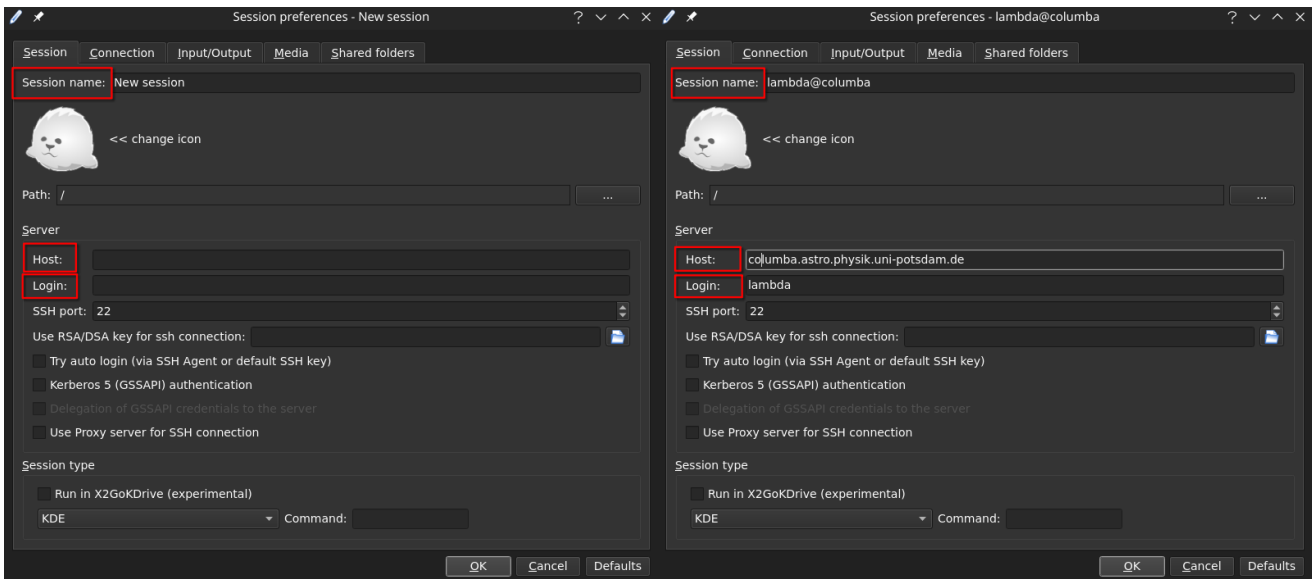 Session preferences - New session
Session Connection Input/Output Media Shared folders
Session name: New session
<< change icon
Path: / ...
Server
Host:
Login:
SSH port: 22
Use RSA/DSA key for ssh connection:
Try auto login (via SSH Agent or default SSH key)
Kerberos 5 (GSSAPI) authentication
Delegation of GSSAPI credentials to the server
Use Proxy server for SSH connection
Session type
Run in X2GoKDrive (experimental)
KDE Command:
OK Cancel Defaults
Session preferences - lambda@columba
Session Connection Input/Output Media Shared folders
Session name: lambda@columba
<< change icon
Path: / ...
Server
Host: columba.astro.physik.uni-potsdam.de
Login: lambda
SSH port: 22
Use RSA/DSA key for ssh connection:
Try auto login (via SSH Agent or default SSH key)
Kerberos 5 (GSSAPI) authentication
Delegation of GSSAPI credentials to the server
Use Proxy server for SSH connection
Session type
Run in X2GoKDrive (experimental)
KDE Command:
OK Cancel Defaults